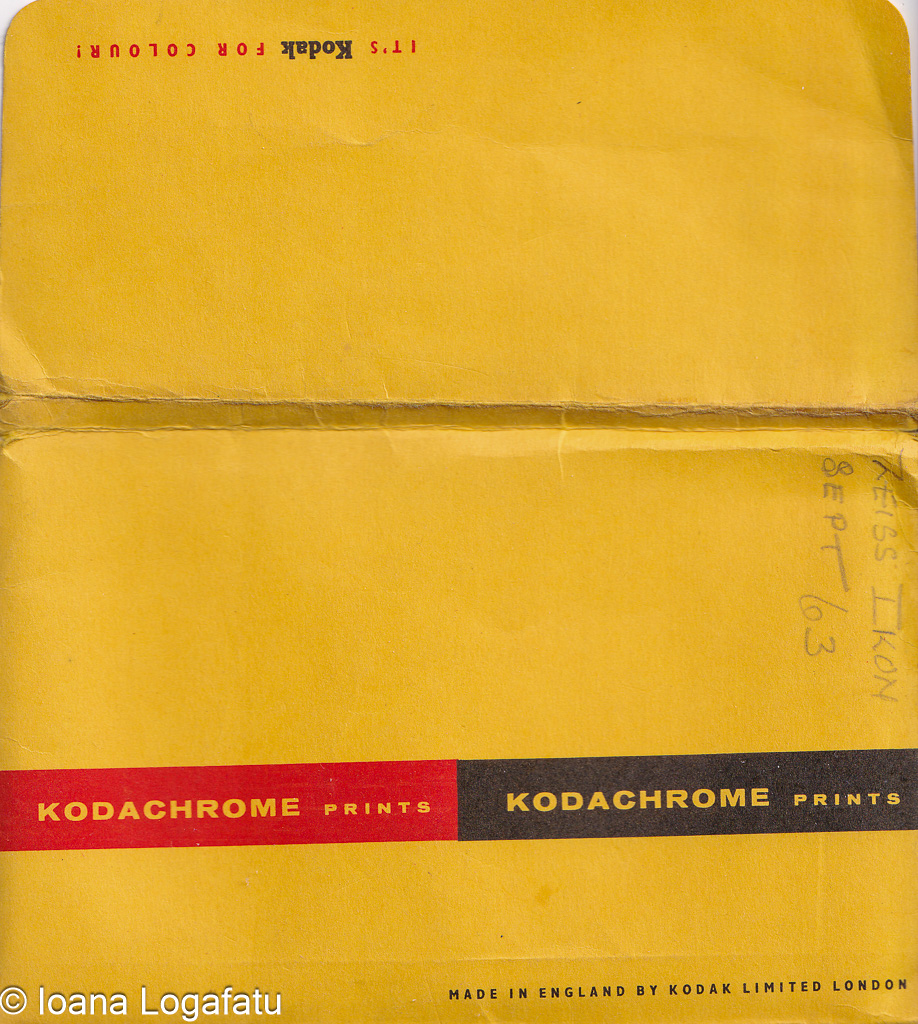 IT'S Kodak FOR COLOUR!
ZEISS IKON
SEPT 63
KODACHROME PRINTS
KODACHROME PRINTS
MADE IN ENGLAND BY KODAK LIMITED LONDON
© Ioana Logafatu